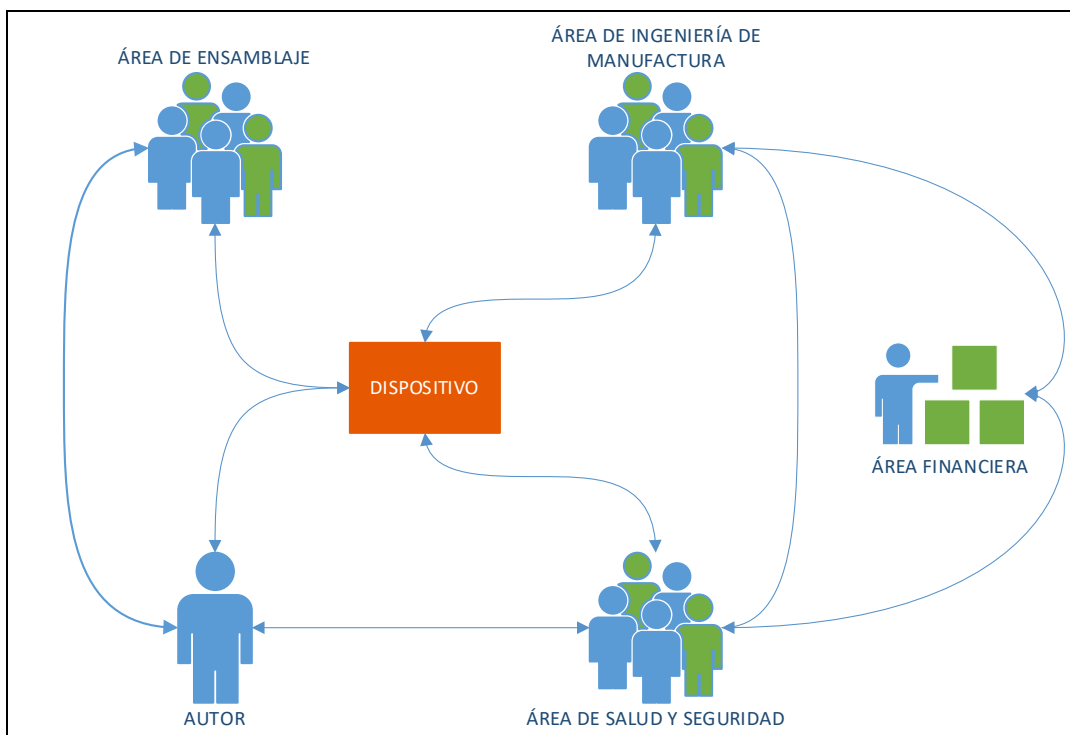 ÁREA DE ENSAMBLAJE
ÁREA DE INGENIERÍA DE
MANUFACTURA
DISPOSITIVO
ÁREA FINANCIERA
AUTOR
ÁREA DE SALUD Y SEGURIDAD